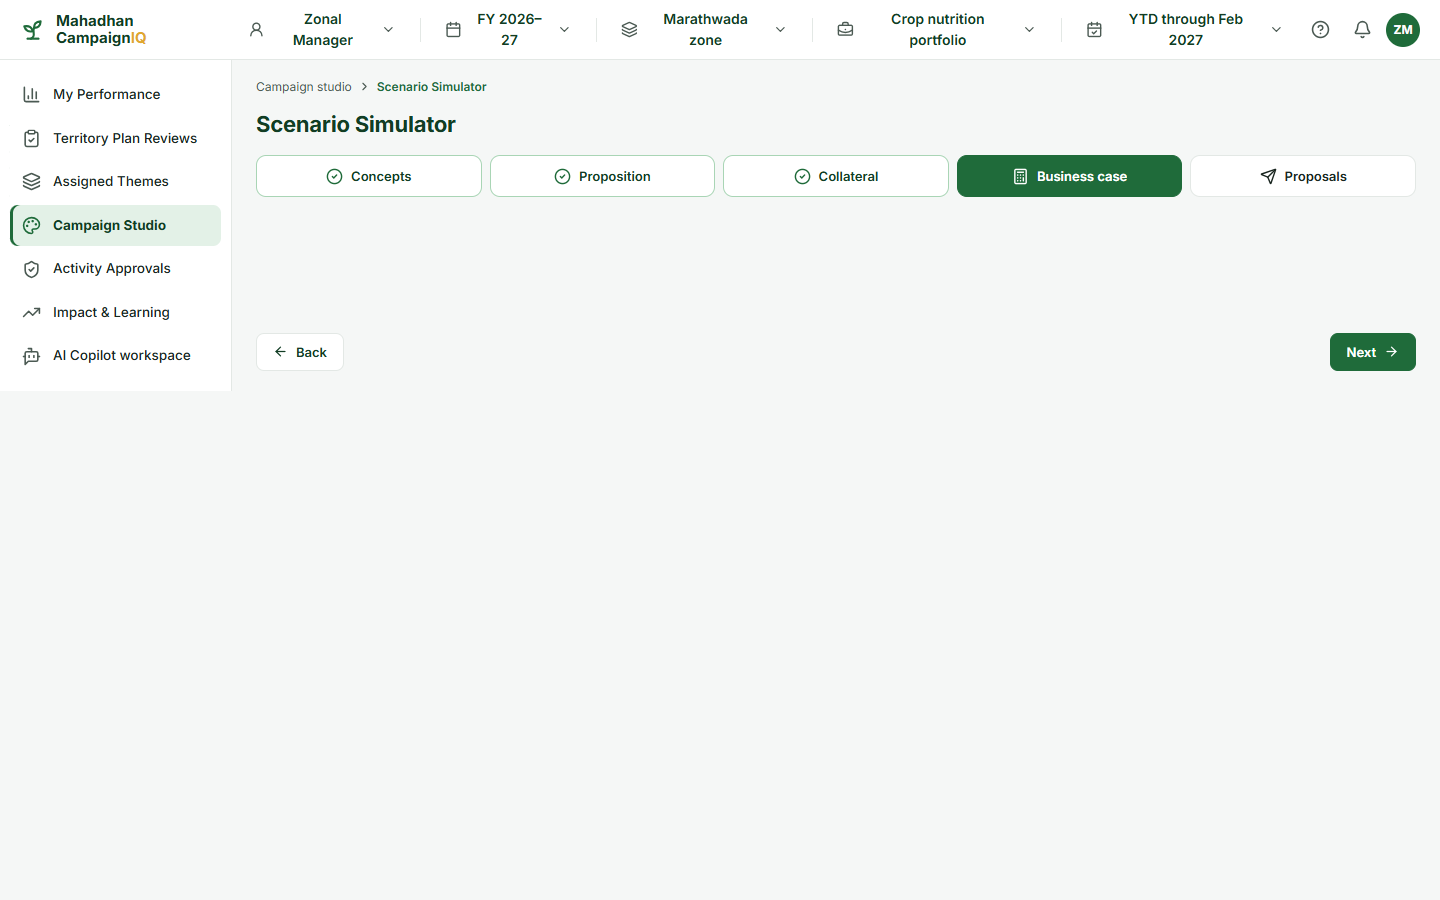 Mahadhan
CampaignIQ
Zonal
Manager
FY 2026–
27
Marathwada
zone
Crop nutrition
portfolio
YTD through Feb
2027
ZM
My Performance
Territory Plan Reviews
Assigned Themes
Campaign Studio
Activity Approvals
Impact & Learning
AI Copilot workspace
Campaign studio > Scenario Simulator
Scenario Simulator
Concepts
Proposition
Collateral
Business case
Proposals
Back
Next